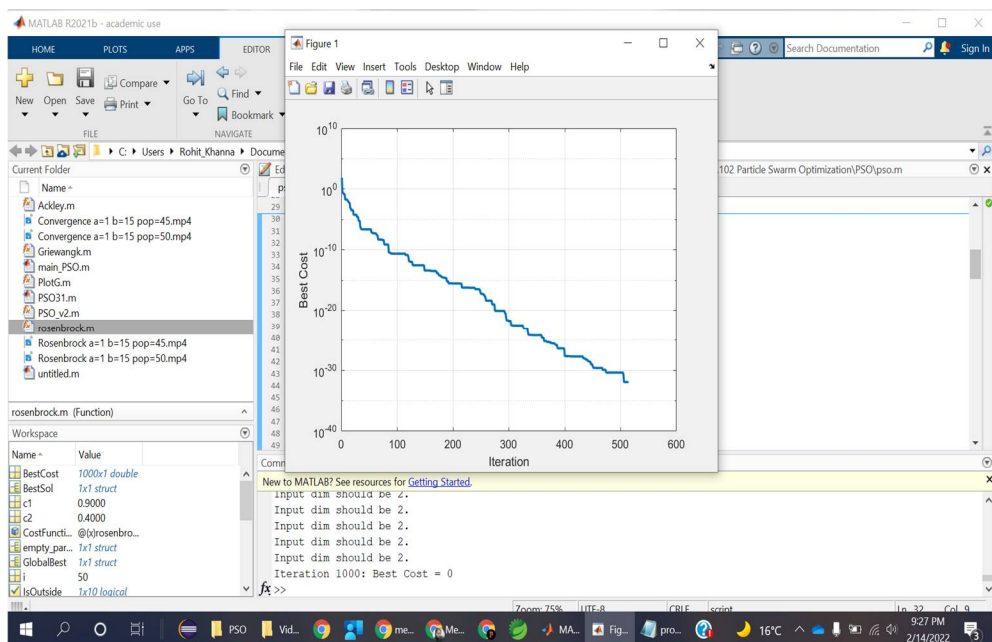 MATLAB R2021b - academic use
HOME PLOTS APPS EDITOR
Search Documentation
Sign In
New Open Save
Compare
Print
Go To
Find
Bookmark
FILE NAVIGATE
C: Users Rohit_Khanna Docume
.102 Particle Swarm Optimization\PSO\pso.m
Current Folder
Name
Ackley.m
Convergence a=1 b=15 pop=45.mp4
Convergence a=1 b=15 pop=50.mp4
Griewangk.m
main_PSO.m
PlotG.m
PSO31.m
PSO_v2.m
rosenbrock.m
Rosenbrock a=1 b=15 pop=45.mp4
Rosenbrock a=1 b=15 pop=50.mp4
untitled.m
rosenbrock.m (Function)
Workspace
Name Value
BestCost 1000x1 double
BestSol 1x1 struct
c1 0.9000
c2 0.4000
CostFuncti... @(x)rosenbro...
empty_par... 1x1 struct
GlobalBest 1x1 struct
i 50
IsOutside 1x10 logical
Ed
29
30
31
32
33
34
35
36
37
38
39
40
41
42
43
44
45
46
47
48
49
Figure 1
File Edit View Insert Tools Desktop Window Help
10^10
10^0
10^-10
10^-20
10^-30
10^-40
Best Cost
0 100 200 300 400 500 600
Iteration
Comm
New to MATLAB? See resources for Getting Started.
Input dim should be 2.
Input dim should be 2.
Input dim should be 2.
Input dim should be 2.
Input dim should be 2.
Iteration 1000: Best Cost = 0
fx >>
Zoom: 75% UTF-8 CRLF script Ln 32 Col 9
PSO Vid... me... Me... MA... Fig... pro... 16°C
9:27 PM
2/14/2022
3